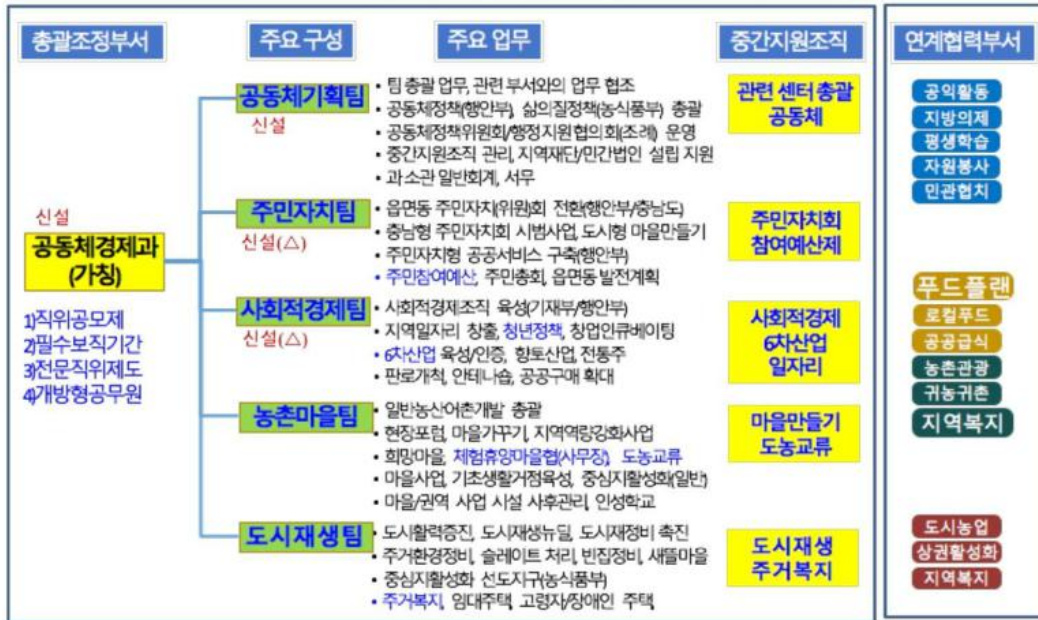 총괄조정부서
주요 구성
주요 업무
중간지원조직
연계협력부서
신설
공동체경제과
(가칭)
1)직위공모제
2)필수보직기간
3)전문직위제도
4)개방형공무원
공동체기획팀
신설
• 팀 총괄 업무, 관련 부서와의 업무 협조
• 공동체정책(행안부), 삶의질정책(농식품부) 총괄
• 공동체정책위원회/행정지원협의회(조례) 운영
• 중간지원조직 관리, 지역재단/민간법인 설립 지원
• 과 소관 일반회계, 서무
관련 센터 총괄
공동체
주민자치팀
신설(△)
• 읍면동 주민자치(위원)회 전환(행안부/충남도)
• 충남형 주민자치회 시범사업, 도시형 마을만들기
• 주민자치형 공공서비스 구축(행안부)
• 주민참여예산, 주민총회, 읍면동 발전계획
주민자치회
참여예산제
사회적경제팀
신설(△)
• 사회적경제조직 육성(기재부/행안부)
• 지역일자리 창출, 청년정책, 창업인큐베이팅
• 6차산업 육성/인증, 향토산업, 전통주
• 판로개척, 안테나숍, 공공구매 확대
사회적경제
6차산업
일자리
농촌마을팀
• 일반농산어촌개발 총괄
• 현장포럼, 마을가꾸기, 지역역량강화사업
• 희망마을, 체험휴양마을협(사무장), 도농교류
• 마을사업, 기초생활거점육성, 중심지활성화(일반)
• 마을/권역 사업 시설 사후관리, 인성학교
마을만들기
도농교류
도시재생팀
• 도시활력증진, 도시재생뉴딜, 도시재정비 촉진
• 주거환경정비, 슬레이트 처리, 빈집정비, 새뜰마을
• 중심지활성화 선도지구(농식품부)
• 주거복지, 임대주택, 고령자/장애인 주택,
도시재생
주거복지
공익활동
지방의제
평생학습
자원봉사
민관협치
푸드플랜
로컬푸드
공공급식
농촌관광
귀농귀촌
지역복지
도시농업
상권활성화
지역복지